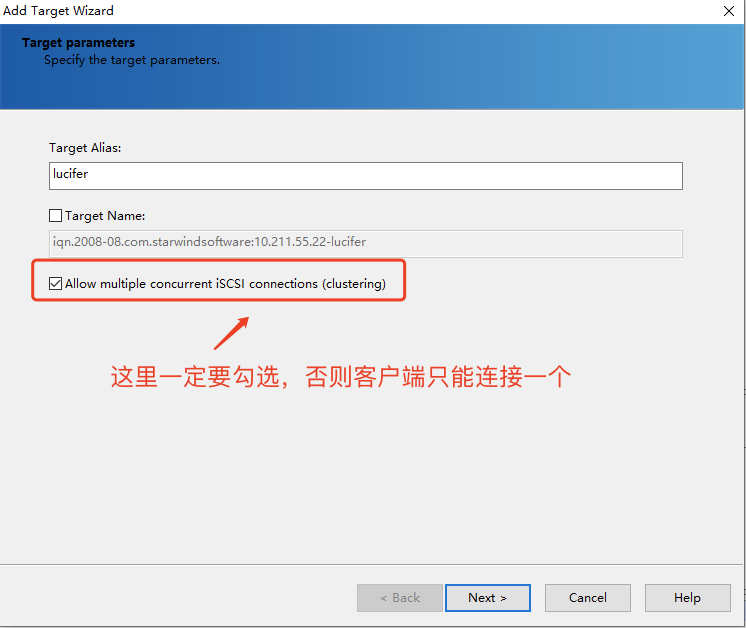 Add Target Wizard
Target parameters
Specify the target parameters.
Target Alias:
lucifer
Target Name:
iqn.2008-08.com.starwindsoftware:10.211.55.22-lucifer
Allow multiple concurrent iSCSI connections (clustering)
这里一定要勾选，否则客户端只能连接一个
< Back
Next >
Cancel
Help